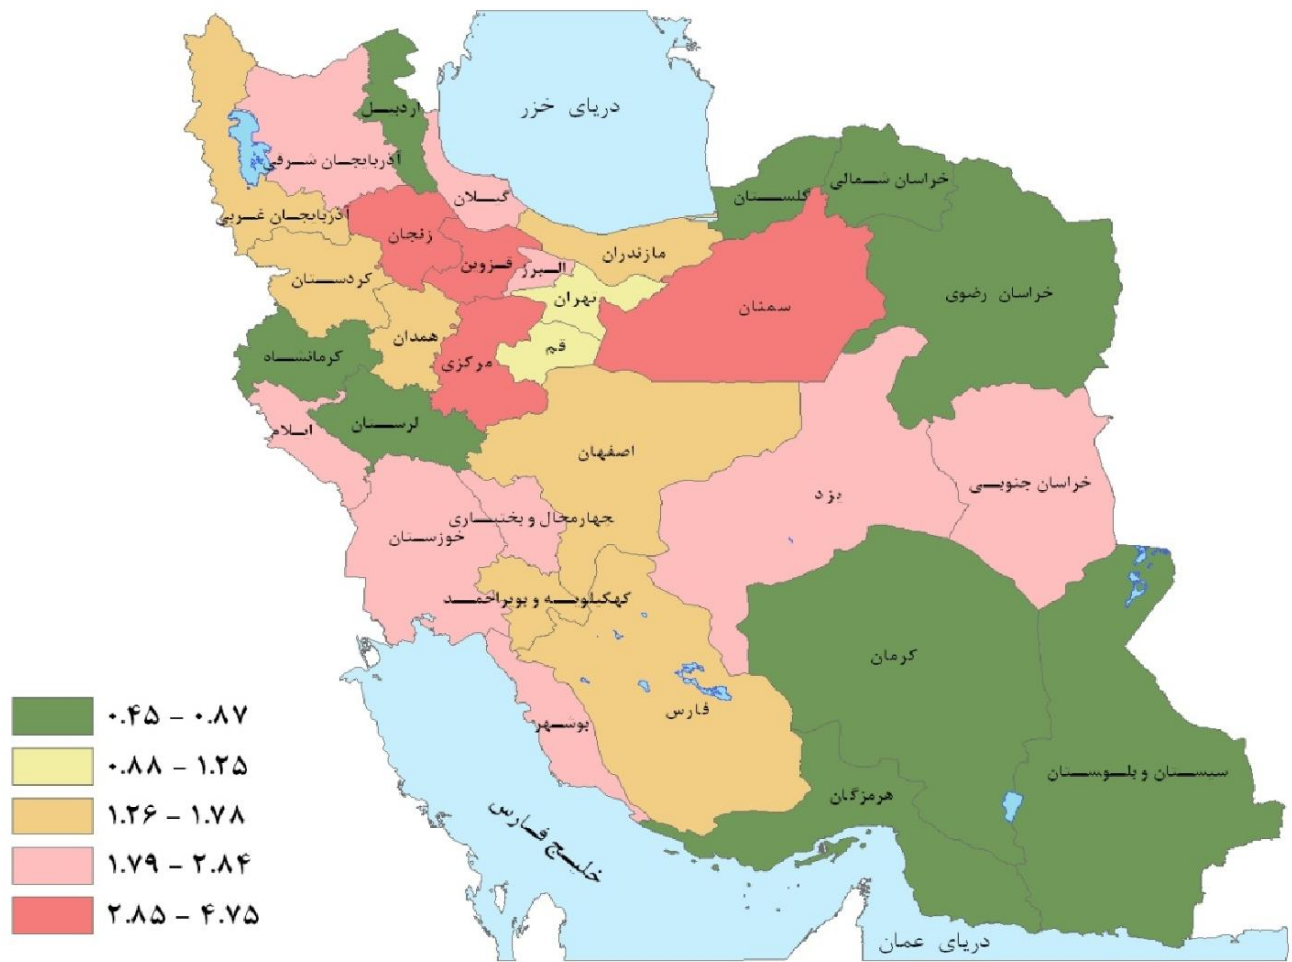 دریای خزر
اردبیل
آذربایجان شرقی
آذربایجان غربی
گیلان
زنجان
قزوین
البرز
مازندران
گلستان
خراسان شمالی
خراسان رضوی
سمنان
تهران
قم
کردستان
همدان
مرکزی
کرمانشاه
لرستان
ایلام
اصفهان
یزد
خراسان جنوبی
چهارمحال و بختیاری
خوزستان
کهکیلویه و بویراحمد
کرمان
فارس
بوشهر
هرمزگان
سیستان و بلوچستان
خلیج فارس
دریای عمان
۰.۴۵ – ۰.۸۷
۰.۸۸ – ۱.۲۵
۱.۲۶ – ۱.۷۸
۱.۷۹ – ۲.۸۴
۲.۸۵ – ۴.۷۵